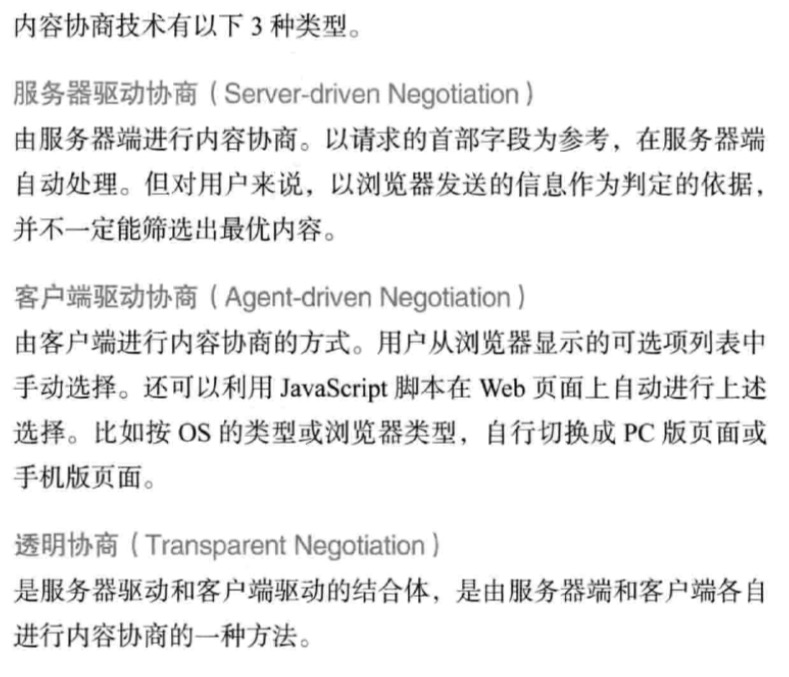 内容协商技术有以下 3 种类型。
服务器驱动协商（Server-driven Negotiation）
由服务器端进行内容协商。以请求的首部字段为参考，在服务器端
自动处理。但对用户来说，以浏览器发送的信息作为判定的依据，
并不一定能筛选出最优内容。
客户端驱动协商（Agent-driven Negotiation）
由客户端进行内容协商的方式。用户从浏览器显示的可选项列表中
手动选择。还可以利用 JavaScript 脚本在 Web 页面上自动进行上述
选择。比如按 OS 的类型或浏览器类型，自行切换成 PC 版页面或
手机版页面。
透明协商（Transparent Negotiation）
是服务器驱动和客户端驱动的结合体，是由服务器端和客户端各自
进行内容协商的一种方法。